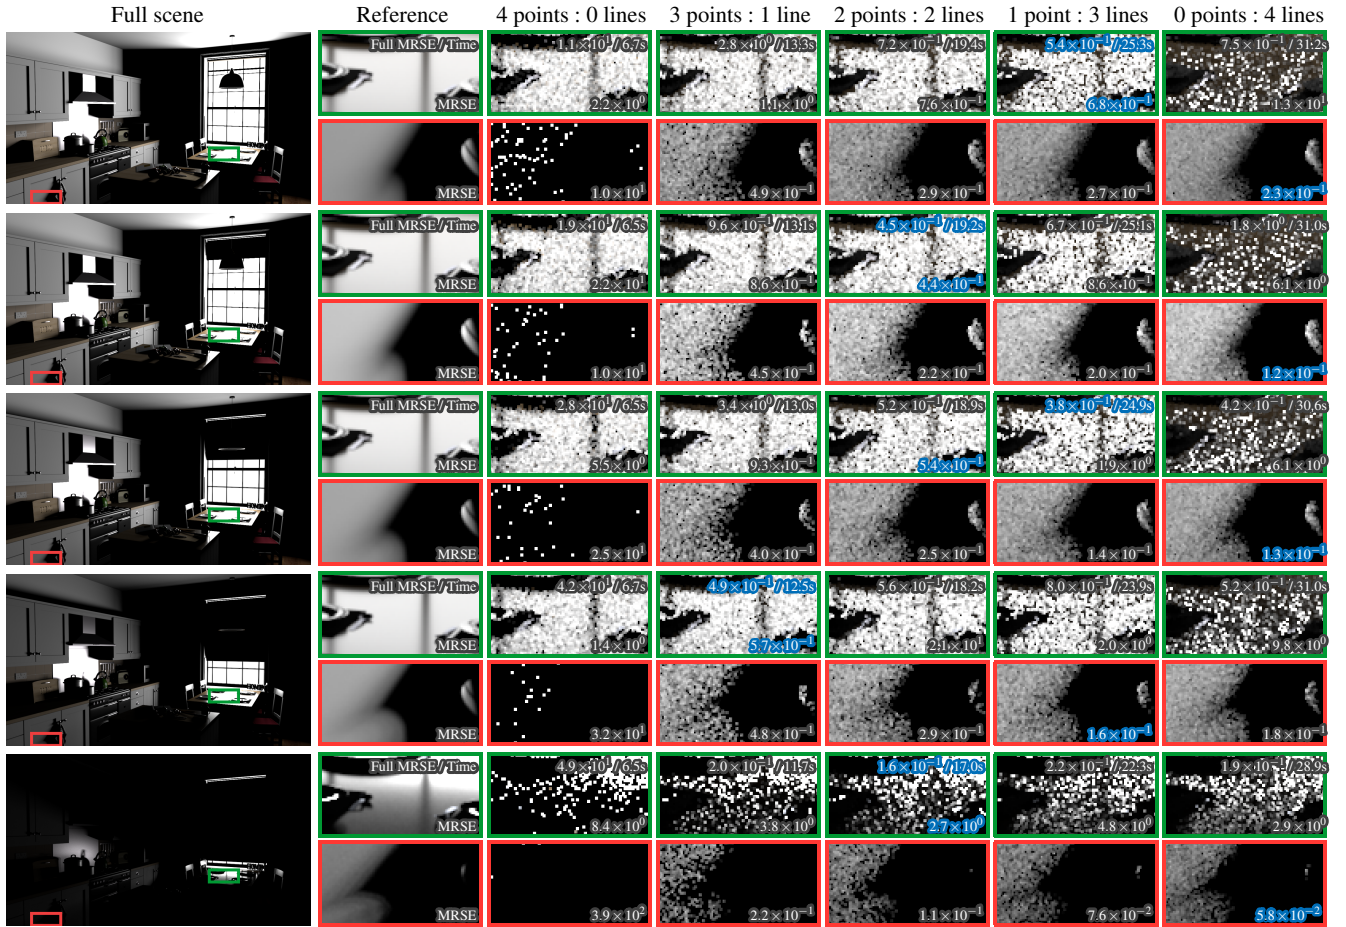 Full scene Reference 4 points : 0 lines 3 points : 1 line 2 points : 2 lines 1 point : 3 lines 0 points : 4 lines
Full MRSE / Time 1.1×10¹ / 6.7s 2.8×10⁰ / 13.3s 7.2×10⁻¹ / 19.4s 5.4×10⁻¹ / 25.3s 7.5×10⁻¹ / 31.2s
MRSE 2.2×10⁰ 1.1×10⁰ 7.6×10⁻¹ 6.8×10⁻¹ 1.3×10¹
MRSE 1.0×10¹ 4.9×10⁻¹ 2.9×10⁻¹ 2.7×10⁻¹ 2.3×10⁻¹
Full MRSE / Time 1.9×10¹ / 6.5s 9.6×10⁻¹ / 13.1s 4.5×10⁻¹ / 19.2s 6.7×10⁻¹ / 25.1s 1.8×10⁰ / 31.0s
MRSE 2.2×10¹ 8.6×10⁻¹ 4.4×10⁻¹ 8.6×10⁻¹ 6.1×10⁰
MRSE 1.0×10¹ 4.5×10⁻¹ 2.2×10⁻¹ 2.0×10⁻¹ 1.2×10⁻¹
Full MRSE / Time 2.8×10¹ / 6.5s 3.4×10⁰ / 13.0s 5.2×10⁻¹ / 18.9s 3.8×10⁻¹ / 24.9s 4.2×10⁻¹ / 30.6s
MRSE 5.5×10⁰ 9.3×10⁻¹ 5.4×10⁻¹ 1.9×10⁰ 6.1×10⁰
MRSE 2.5×10¹ 4.0×10⁻¹ 2.5×10⁻¹ 1.4×10⁻¹ 1.3×10⁻¹
Full MRSE / Time 4.2×10¹ / 6.7s 4.9×10⁻¹ / 12.5s 5.6×10⁻¹ / 18.2s 8.0×10⁻¹ / 23.9s 5.2×10⁻¹ / 31.0s
MRSE 1.4×10⁰ 5.7×10⁻¹ 2.1×10⁰ 2.0×10⁰ 9.8×10⁰
MRSE 3.2×10¹ 4.8×10⁻¹ 2.9×10⁻¹ 1.6×10⁻¹ 1.8×10⁻¹
Full MRSE / Time 4.9×10¹ / 6.5s 2.0×10⁻¹ / 11.7s 1.6×10⁻¹ / 17.0s 2.2×10⁻¹ / 22.3s 1.9×10⁻¹ / 28.9s
MRSE 8.4×10⁰ 3.8×10⁰ 2.7×10⁰ 4.8×10⁰ 2.9×10⁰
MRSE 3.9×10² 2.2×10⁻¹ 1.1×10⁻¹ 7.6×10⁻² 5.8×10⁻²